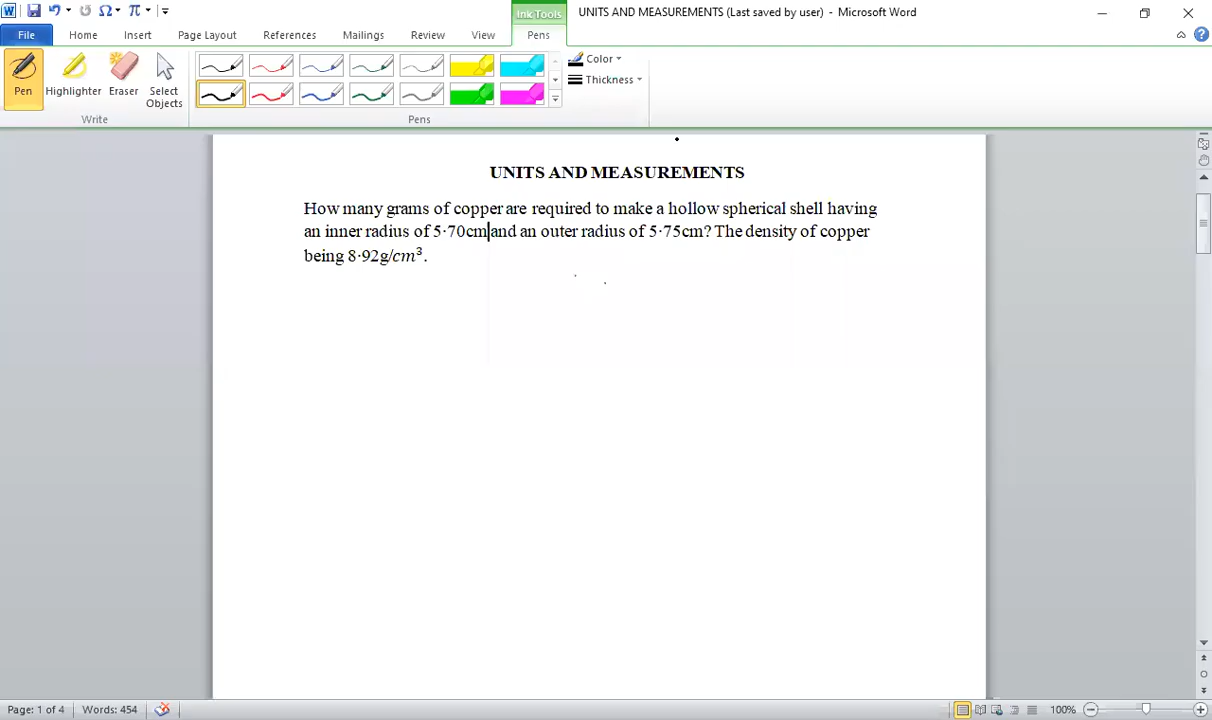 UNITS AND MEASUREMENTS (Last saved by user) - Microsoft Word
Ink Tools
File Home Insert Page Layout References Mailings Review View Pens
Pen Highlighter Eraser Select Objects
Color
Thickness
Write Pens
UNITS AND MEASUREMENTS
How many grams of copper are required to make a hollow spherical shell having
an inner radius of 5·70cm and an outer radius of 5·75cm? The density of copper
being 8·92g/cm³.
Page: 1 of 4 Words: 454 100%